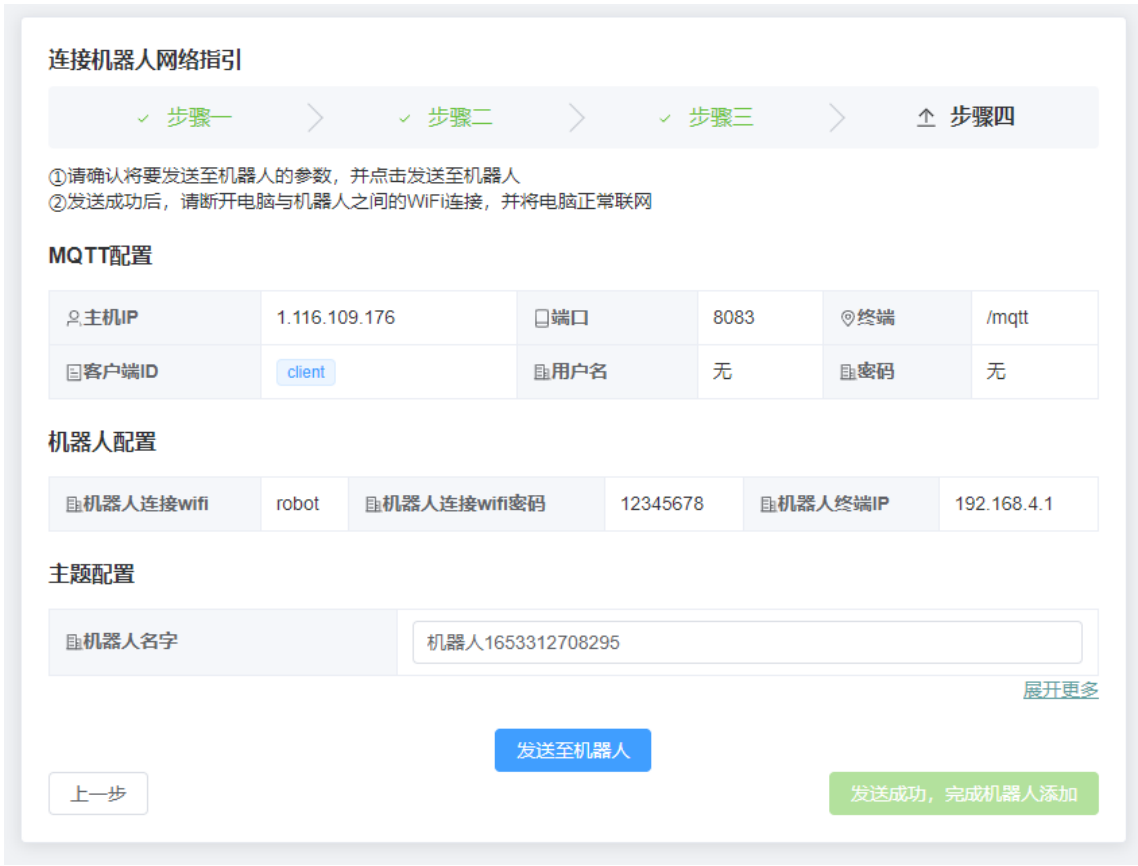 连接机器人网络指引
步骤一 步骤二 步骤三 步骤四
①请确认将要发送至机器人的参数，并点击发送至机器人
②发送成功后，请断开电脑与机器人之间的WiFi连接，并将电脑正常联网
MQTT配置
主机IP 1.116.109.176 端口 8083 终端 /mqtt
客户端ID client 用户名 无 密码 无
机器人配置
机器人连接wifi robot 机器人连接wifi密码 12345678 机器人终端IP 192.168.4.1
主题配置
机器人名字 机器人1653312708295
展开更多
发送至机器人
上一步 发送成功，完成机器人添加